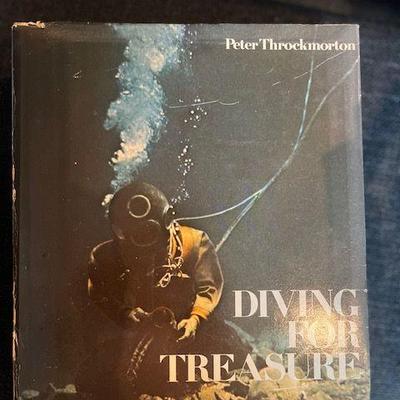 Peter Throckmorton
DIVING
FOR
TREASURE